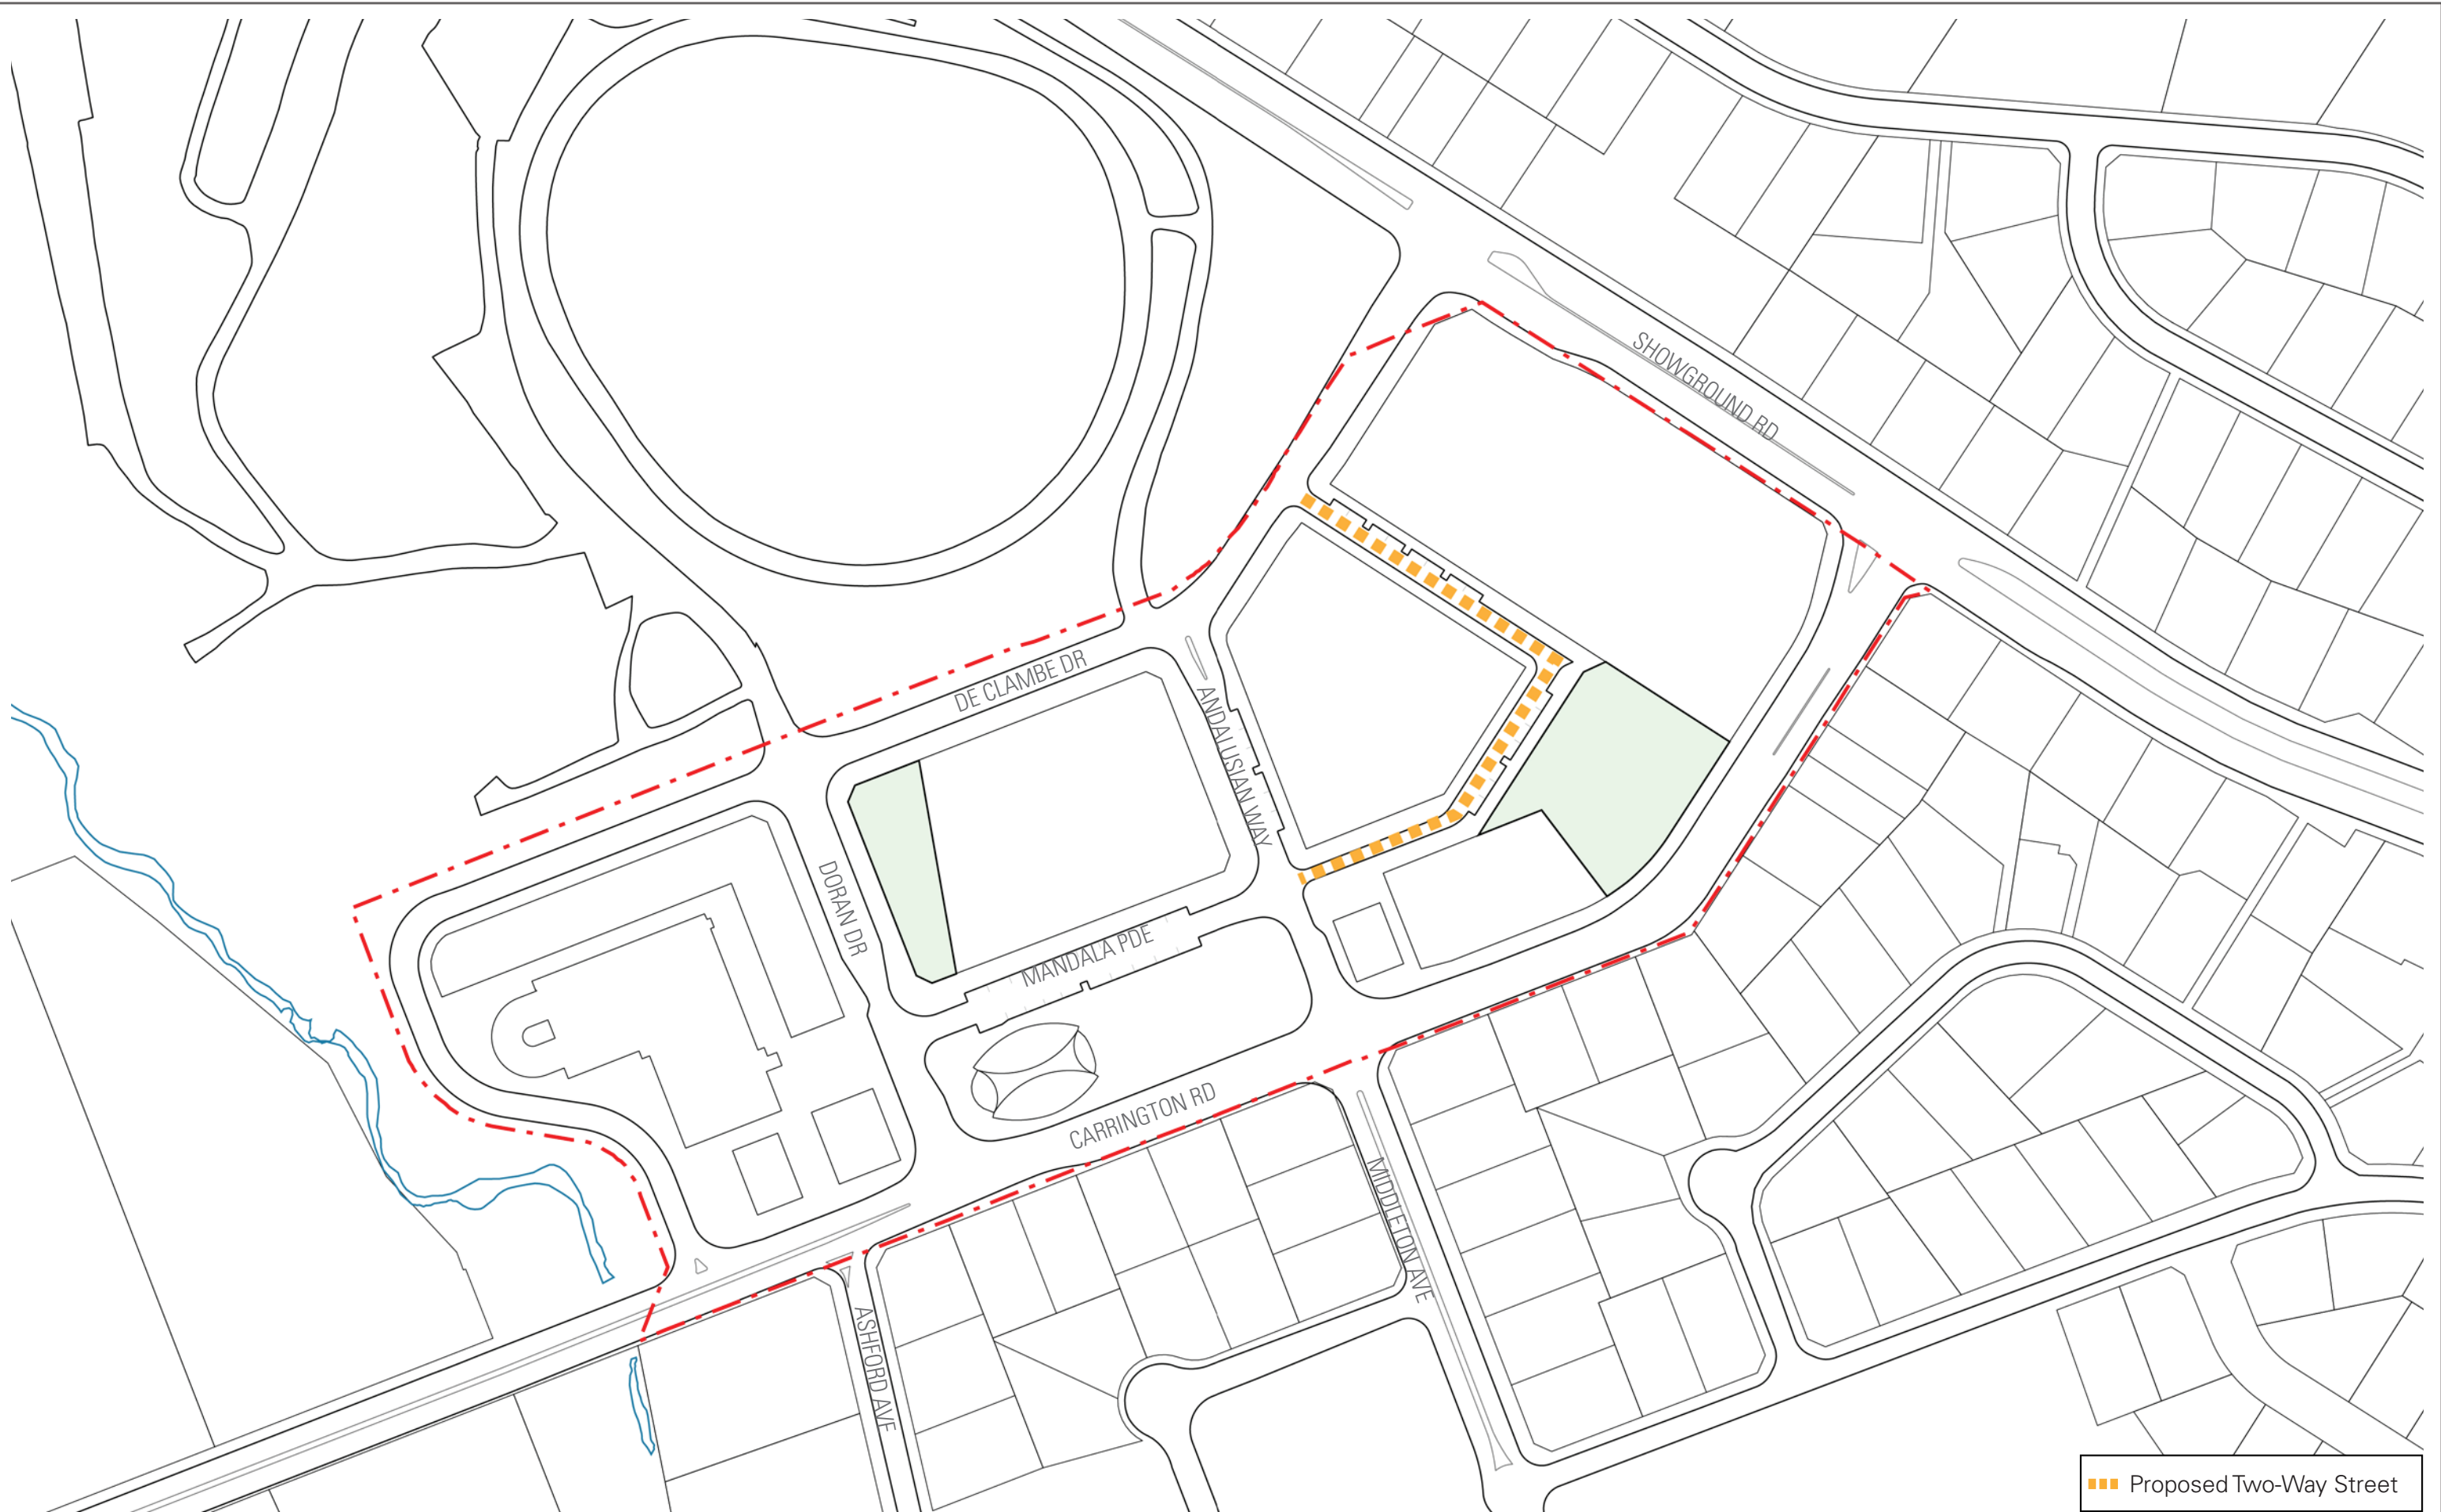 SHOWGROUND RD
DE CLAMBE DR
ANDALUSIAN WAY
DORAN DR
MANDALA PDE
CARRINGTON RD
MIDDLETON AVE
ASHFORD AVE
Proposed Two-Way Street